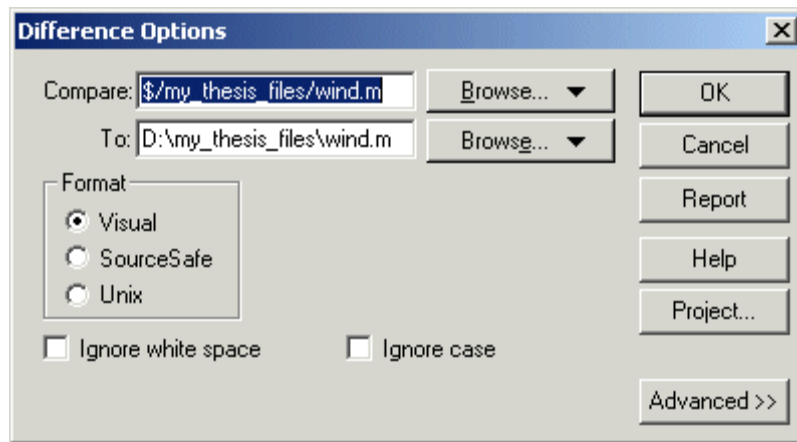 Difference Options
Compare: $/my_thesis_files/wind.m Browse... OK
To: D:\my_thesis_files\wind.m Browse... Cancel
Format Report
Visual
SourceSafe Help
Unix Project...
Ignore white space Ignore case
Advanced >>